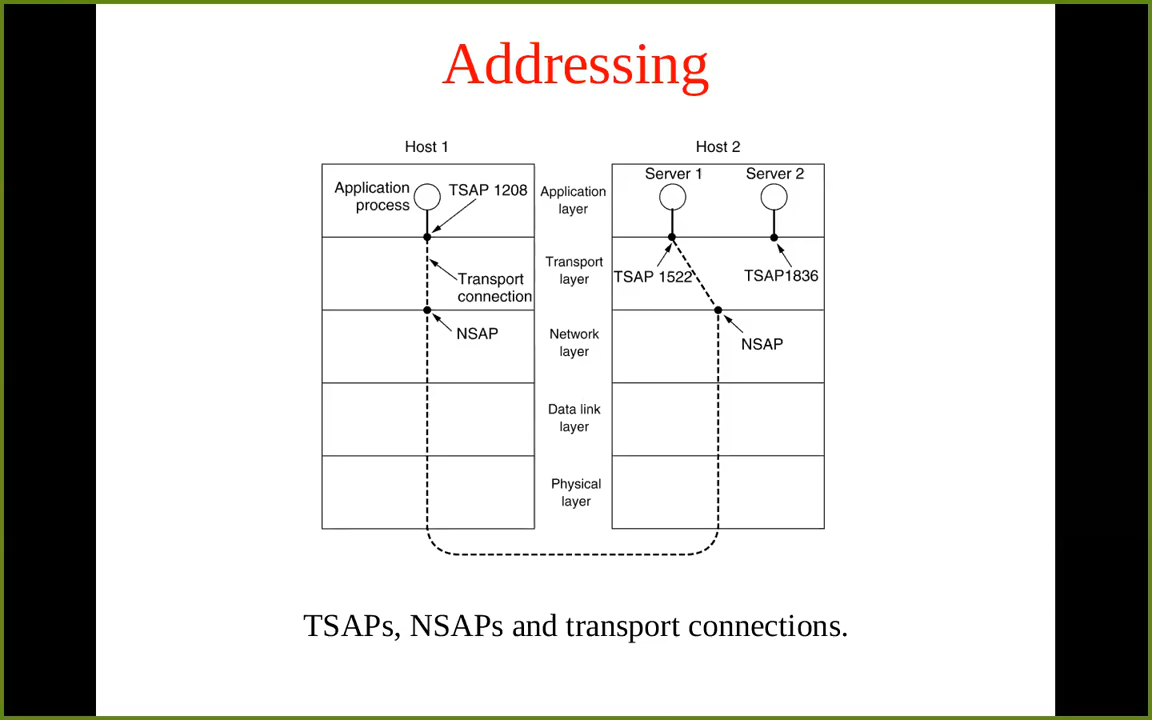 Addressing
Host 1
Host 2
Application
process
TSAP 1208
Application
layer
Server 1
Server 2
Transport
connection
Transport
layer
TSAP 1522
TSAP1836
NSAP
Network
layer
NSAP
Data link
layer
Physical
layer
TSAPs, NSAPs and transport connections.